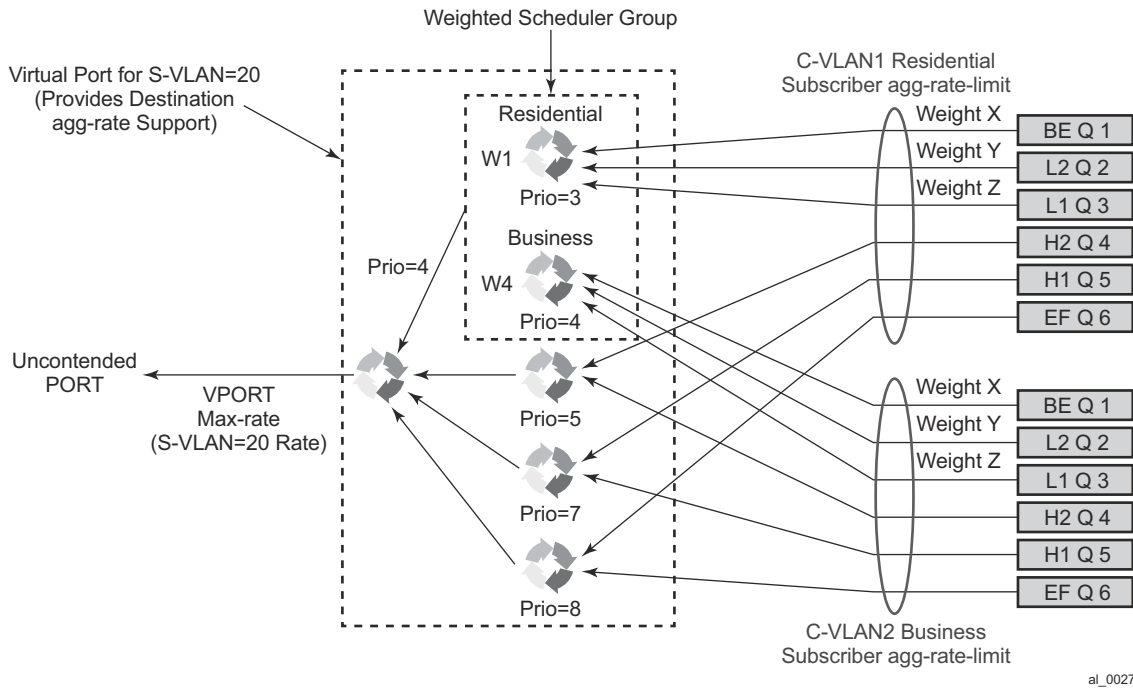 Weighted Scheduler Group
Virtual Port for S-VLAN=20
(Provides Destination
agg-rate Support)
C-VLAN1 Residential
Subscriber agg-rate-limit
Residential
W1
Prio=3
Business
W4
Prio=4
Prio=4
Prio=5
Prio=7
Prio=8
Uncontended
PORT
VPORT
Max-rate
(S-VLAN=20 Rate)
Weight X
BE Q 1
Weight Y
L2 Q 2
Weight Z
L1 Q 3
H2 Q 4
H1 Q 5
EF Q 6
Weight X
BE Q 1
Weight Y
L2 Q 2
Weight Z
L1 Q 3
H2 Q 4
H1 Q 5
EF Q 6
C-VLAN2 Business
Subscriber agg-rate-limit
al_0027